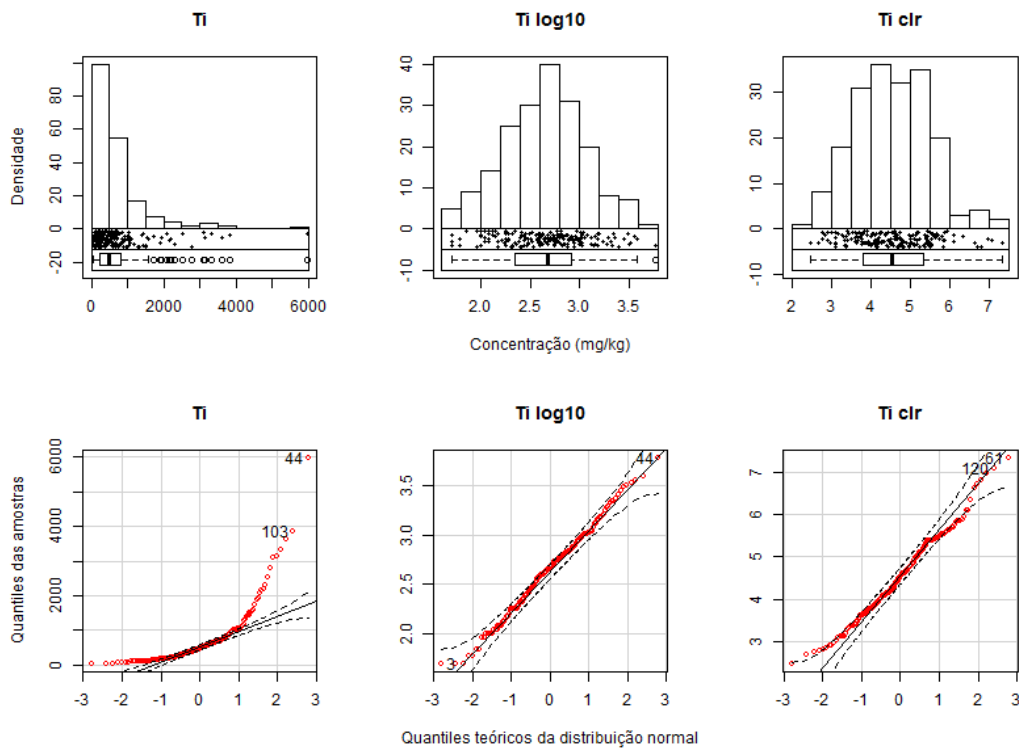 Ti
Ti log10
Ti clr
Densidade
-20 0 20 40 60 80
0 2000 4000 6000
-10 0 10 20 30 40
2.0 2.5 3.0 3.5
-10 0 10 20 30
2 3 4 5 6 7
Concentração (mg/kg)
Ti
Ti log10
Ti clr
Quantiles das amostras
0 2000 4000 6000
44
103
-3 -2 -1 0 1 2 3
2.0 2.5 3.0 3.5
44
3
-3 -2 -1 0 1 2 3
3 4 5 6 7
61
120
-3 -2 -1 0 1 2 3
Quantiles teóricos da distribuição normal